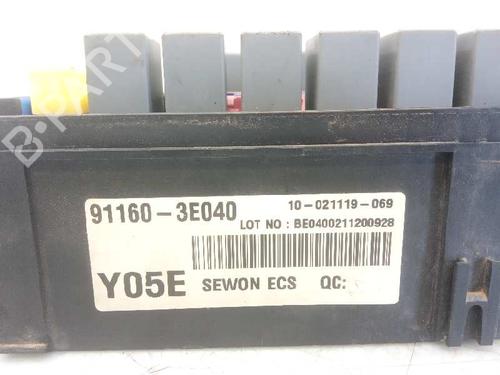 B-PARTS
91160-3E040
10-021119-069
LOT NO : BE0400211200928
Y05E
SEWON ECS QC: